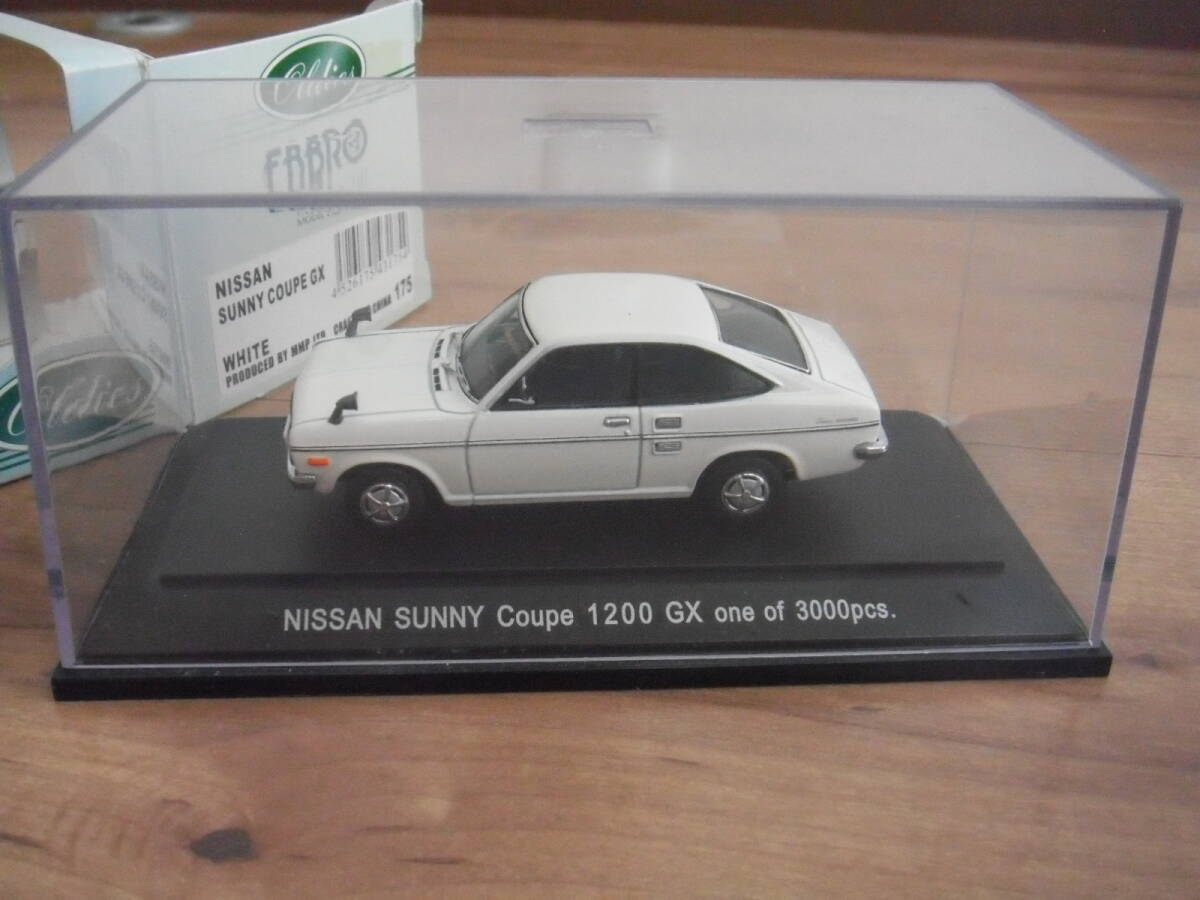 Oldies
EBBRO
NISSAN
SUNNY COUPE GX
WHITE
PRODUCED BY MMP LTD. CHINA 175
Oldies
NISSAN SUNNY Coupe 1200 GX one of 3000pcs.